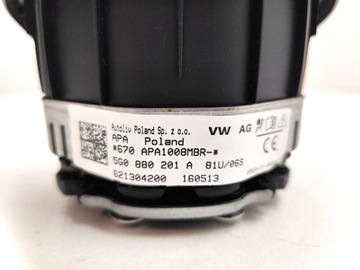 Autoliv Poland Sp. z o.o.
VW AG
APA
Poland
*670 APA1008MBR-*
5G0 880 201 A 81U/06S
621304200 160513
CE